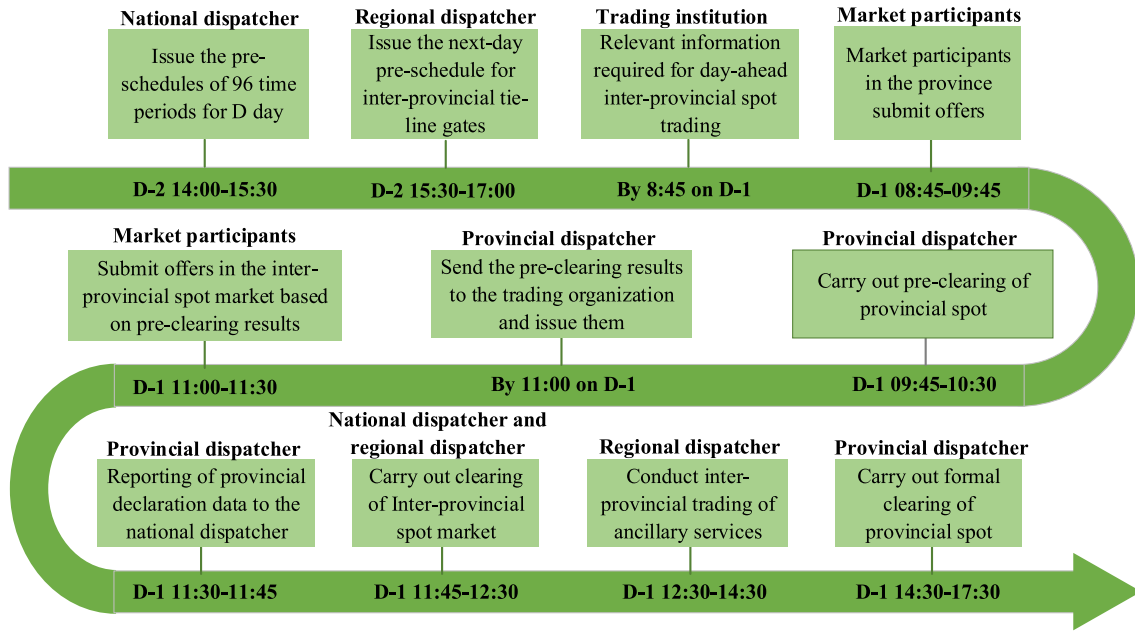 National dispatcher
Issue the pre-
schedules of 96 time
periods for D day
D-2 14:00-15:30
Regional dispatcher
Issue the next-day
pre-schedule for
inter-provincial tie-
line gates
D-2 15:30-17:00
Trading institution
Relevant information
required for day-ahead
inter-provincial spot
trading
By 8:45 on D-1
Market participants
Market participants
in the province
submit offers
D-1 08:45-09:45
Provincial dispatcher
Carry out pre-clearing of
provincial spot
D-1 09:45-10:30
Provincial dispatcher
Send the pre-clearing results
to the trading organization
and issue them
By 11:00 on D-1
Market participants
Submit offers in the inter-
provincial spot market based
on pre-clearing results
D-1 11:00-11:30
Provincial dispatcher
Reporting of provincial
declaration data to the
national dispatcher
D-1 11:30-11:45
National dispatcher and
regional dispatcher
Carry out clearing
of Inter-provincial
spot market
D-1 11:45-12:30
Regional dispatcher
Conduct inter-
provincial trading of
ancillary services
D-1 12:30-14:30
Provincial dispatcher
Carry out formal
clearing of
provincial spot
D-1 14:30-17:30